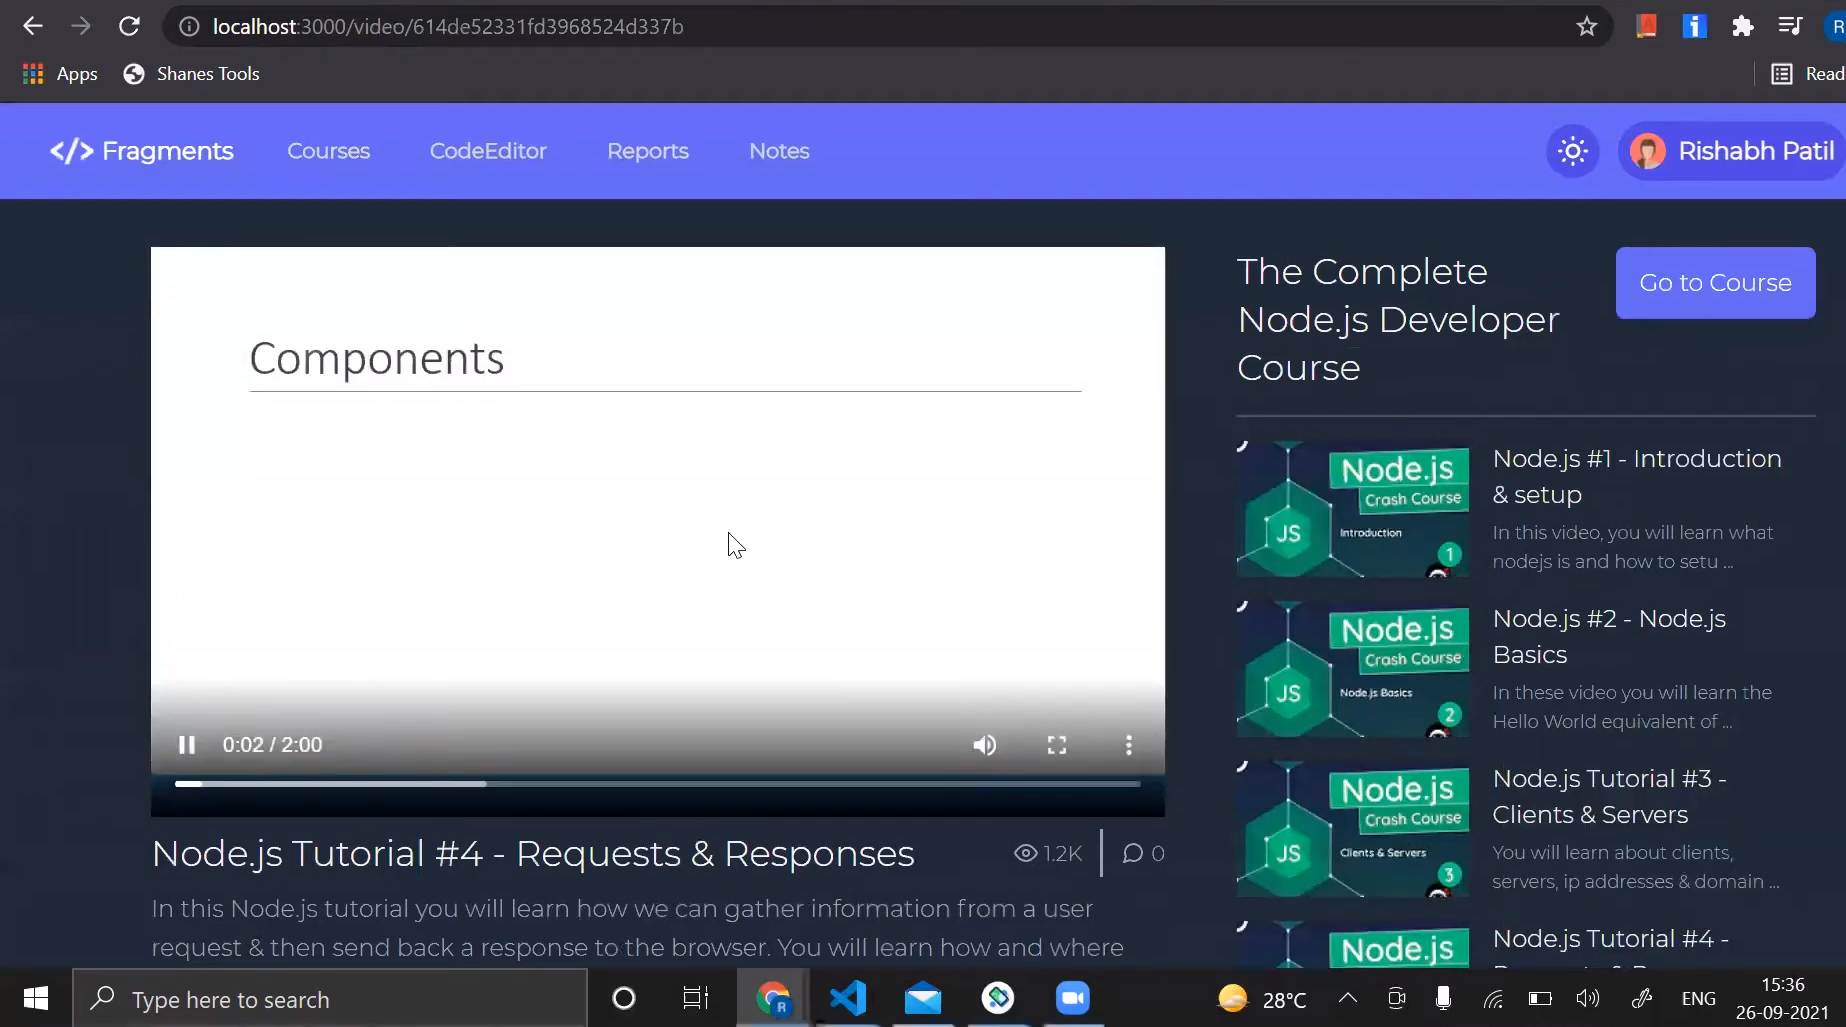 localhost:3000/video/614de52331fd3968524d337b
Apps
Shanes Tools
Read
</> Fragments
Courses
CodeEditor
Reports
Notes
Rishabh Patil
Components
0:02 / 2:00
Node.js Tutorial #4 - Requests & Responses
1.2K
0
In this Node.js tutorial you will learn how we can gather information from a user
request & then send back a response to the browser. You will learn how and where
The Complete
Node.js Developer
Course
Go to Course
Node.js
Crash Course
JS
Introduction
1
Node.js #1 - Introduction
& setup
In this video, you will learn what
nodejs is and how to setu ...
Node.js
Crash Course
JS
Node.js Basics
2
Node.js #2 - Node.js
Basics
In these video you will learn the
Hello World equivalent of ...
Node.js
Crash Course
JS
Clients & Servers
3
Node.js Tutorial #3 -
Clients & Servers
You will learn about clients,
servers, ip addresses & domain ...
Node.js
Node.js Tutorial #4 -
Type here to search
R
28°C
ENG
15:36
26-09-2021